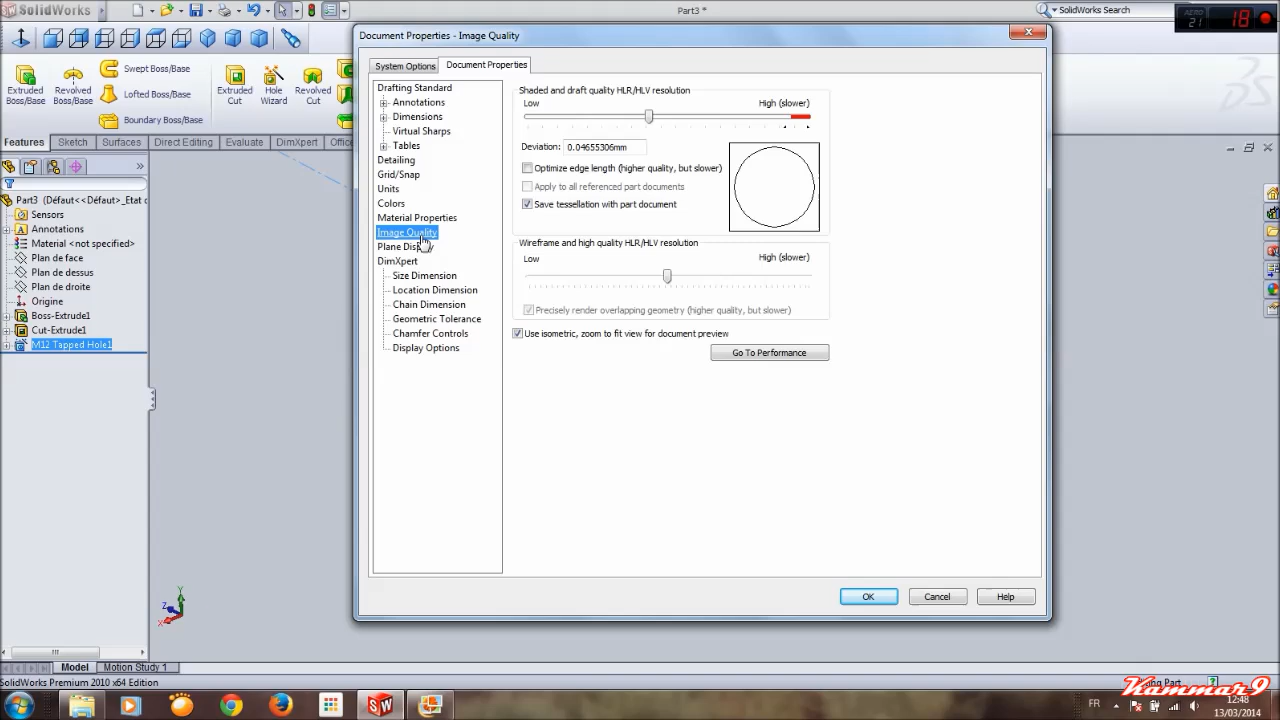 SolidWorks
Part3 *
SolidWorks Search
AERO
21
18
Document Properties - Image Quality
System Options
Document Properties
Extruded Boss/Base
Revolved Boss/Base
Swept Boss/Base
Lofted Boss/Base
Boundary Boss/Base
Extruded Cut
Hole Wizard
Revolved Cut
Features
Sketch
Surfaces
Direct Editing
Evaluate
DimXpert
Office
Part3 (Défaut<<Défaut>_Etat d
Sensors
Annotations
Material <not specified>
Plan de face
Plan de dessus
Plan de droite
Origine
Boss-Extrude1
Cut-Extrude1
M12 Tapped Hole1
Drafting Standard
Annotations
Dimensions
Virtual Sharps
Tables
Detailing
Grid/Snap
Units
Colors
Material Properties
Image Quality
Plane Display
DimXpert
Size Dimension
Location Dimension
Chain Dimension
Geometric Tolerance
Chamfer Controls
Display Options
Shaded and draft quality HLR/HLV resolution
Low
High (slower)
Deviation:
0.04655306mm
Optimize edge length (higher quality, but slower)
Apply to all referenced part documents
Save tessellation with part document
Wireframe and high quality HLR/HLV resolution
Low
High (slower)
Precisely render overlapping geometry (higher quality, but slower)
Use isometric, zoom to fit view for document preview
Go To Performance
OK
Cancel
Help
Y
Z
X
Model
Motion Study 1
SolidWorks Premium 2010 x64 Edition
Part
Kammar9
FR
12:48
13/03/2014